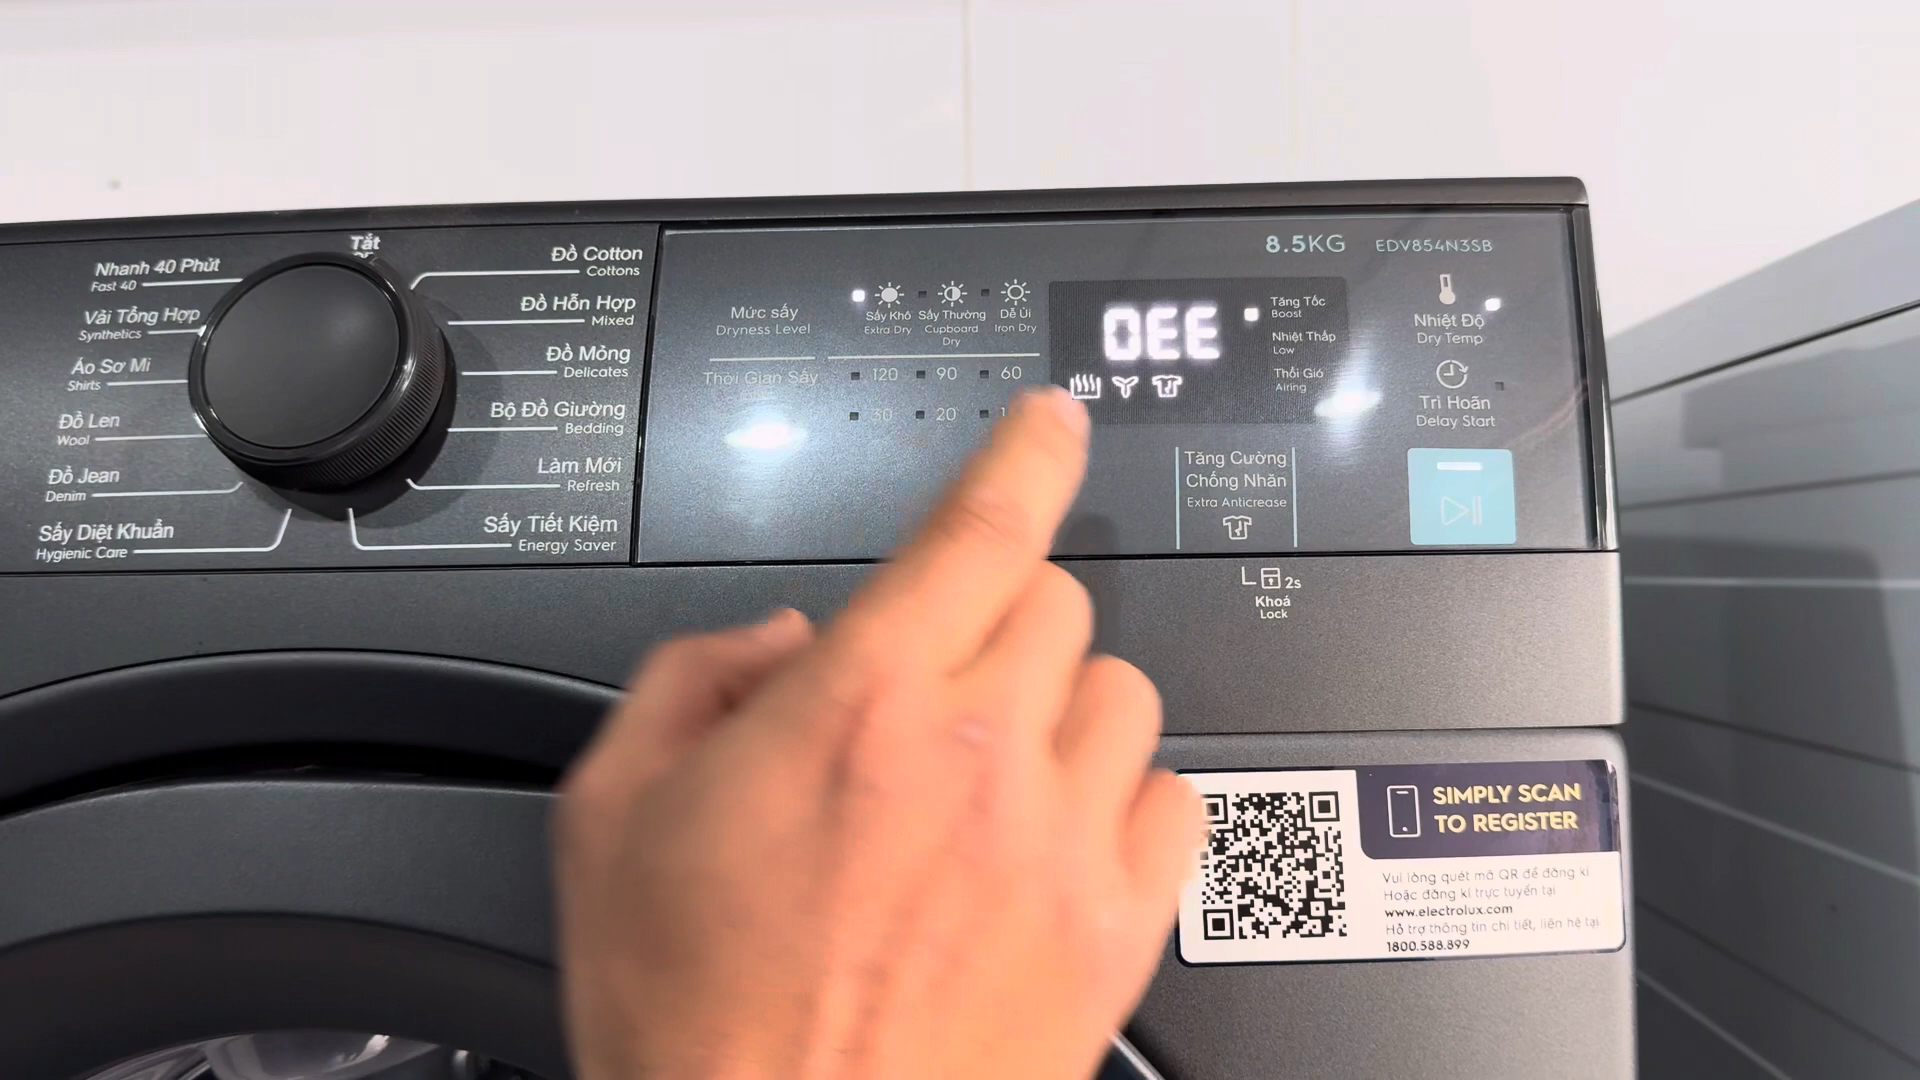 Tắt
Nhanh 40 Phút
Fast 40
Vải Tổng Hợp
Synthetics
Áo Sơ Mi
Shirts
Đồ Len
Wool
Đồ Jean
Denim
Sấy Diệt Khuẩn
Hygienic Care
Đồ Cotton
Cottons
Đồ Hỗn Hợp
Mixed
Đồ Mỏng
Delicates
Bộ Đồ Giường
Bedding
Làm Mới
Refresh
Sấy Tiết Kiệm
Energy Saver
8.5KG EDV854N3SB
Mức sấy
Dryness Level
Sấy Khô
Extra Dry
Sấy Thường
Cupboard
Dry
Dễ Ủi
Iron Dry
Thời Gian Sấy
120 90 60
30 20
0EE
Tăng Tốc
Boost
Nhiệt Thấp
Low
Thổi Gió
Airing
Nhiệt Độ
Dry Temp
Trì Hoãn
Delay Start
Tăng Cường
Chống Nhăn
Extra Anticrease
2s
Khoá
Lock
SIMPLY SCAN
TO REGISTER
Vui lòng quét mã QR để đăng kí
Hoặc đăng kí trực tuyến tại
www.electrolux.com
Hỗ trợ thông tin chi tiết, liên hệ tại
1800.588.899